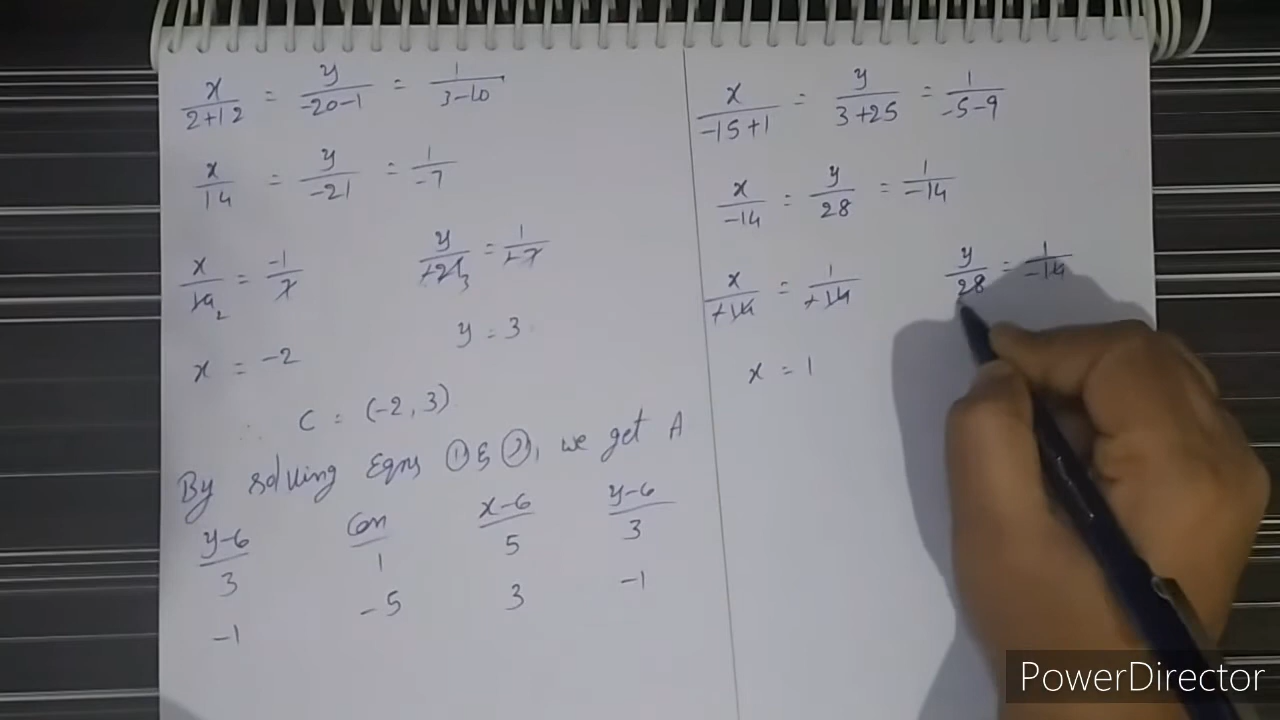 x/2+12 = y/-20-1 = 1/3-10
x/14 = y/-21 = 1/-7
x/14 2 = -1/7 y/-21 3 = 1/-7
x = -2 y = 3
∴ C = (-2, 3)
By solving Eqns ① & ②, we get A
y-6 Con x-6 y-6
3 1 5 3
-1 -5 3 -1
x/-15+1 = y/3+25 = 1/-5-9
x/-14 = y/28 = 1/-14
x/-14 = 1/-14 y/28 = 1/-14
x = 1
PowerDirector